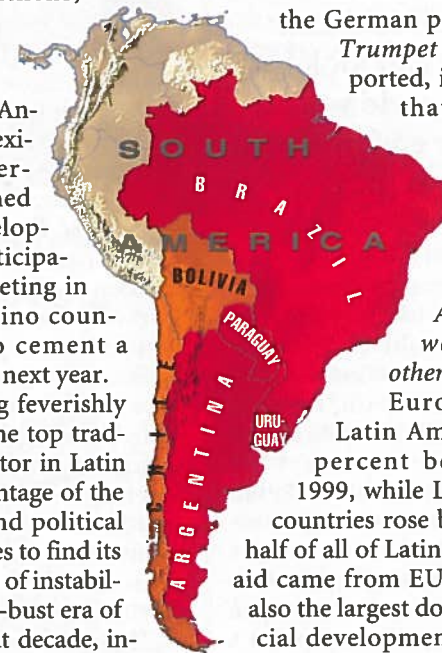 An-
exi-
er-
ned
elop-
ticipa-
eting in
ino coun-
o cement a
next year.
g feverishly
he top trad-
tor in Latin
ntage of the
nd political
es to find its
of instabil-
-bust era of
t decade, in-
SOUTH
AMERICA
BRAZIL
BOLIVIA
PARAGUAY
CHILE
ARGENTINA
URU-
GUAY
the German p
Trumpet
ported, i
tha
A
we
other
Euro
Latin Am
percent be
1999, while L
countries rose b
half of all of Latin
aid came from EU
also the largest do
cial developmen